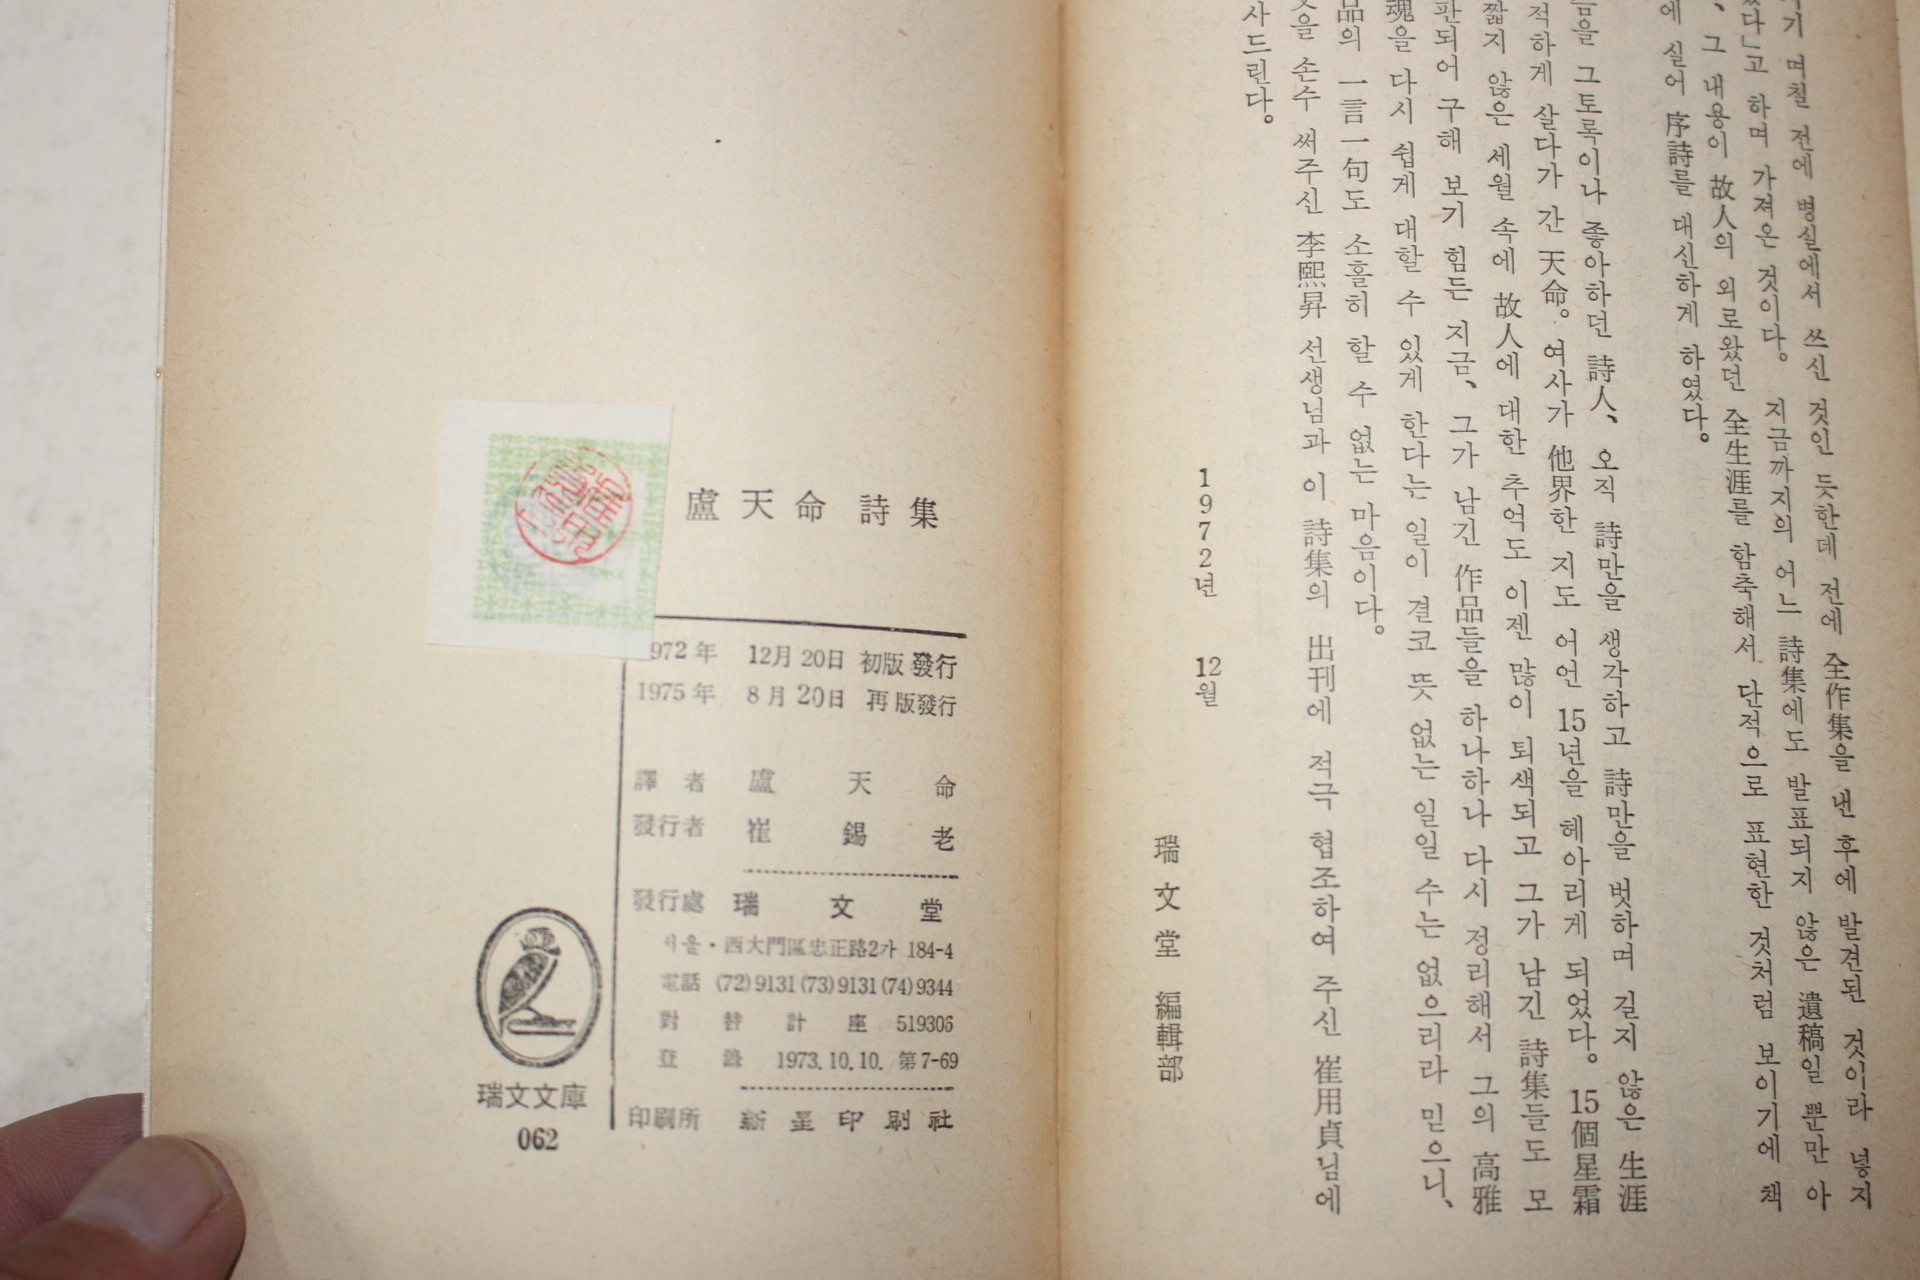 기 며칠 전에 병실에서 쓰신 것인 듯한데 전에 全作集을 낸 후에 발견된 것이라 넣지
다」고 하며 가져온 것이다。 지금까지의 어느 詩集에도 발표되지 않은 遺稿일 뿐만 아
、그 내용이 故人의 외로왔던 全生涯를 함축해서 단적으로 표현한 것처럼 보이기에 책
에 실어 序詩를 대신하게 하였다。
을 그토록이나 좋아하던 詩人、 오직 詩만을 생각하고 詩만을 벗하며 길지 않은 生涯
적하게 살다가 간 天命。 여사가 他界한 지도 어언 15년을 헤아리게 되었다。 15個星霜
짧지 않은 세월 속에 故人에 대한 추억도 이젠 많이 퇴색되고 그가 남긴 詩集들도 모
판되어 구해 보기 힘든 지금、 그가 남긴 作品들을 하나하나 다시 정리해서 그의 高雅
魂을 다시 쉽게 대할 수 있게 한다는 일이 결코 뜻 없는 일일 수는 없으리라 믿으니、
品의 一言一句도 소홀히 할 수 없는 마음이다。
을 손수 써주신 李熙昇 선생님과 이 詩集의 出刊에 적극 협조하여 주신 崔用貞님에
사드린다。
1972년 12월
瑞文堂 編輯部
盧天命 詩集
972年 12月 20日 初版 發行
1975年 8月 20日 再版發行
譯者 盧天命
發行者 崔錫老
發行處 瑞文堂
서울·西大門區忠正路2가 184-4
電話 (72)9131(73)9131(74)9344
對替計座 519306
登錄 1973.10.10. 第7-69
印刷所 新星印刷社
瑞文文庫
062